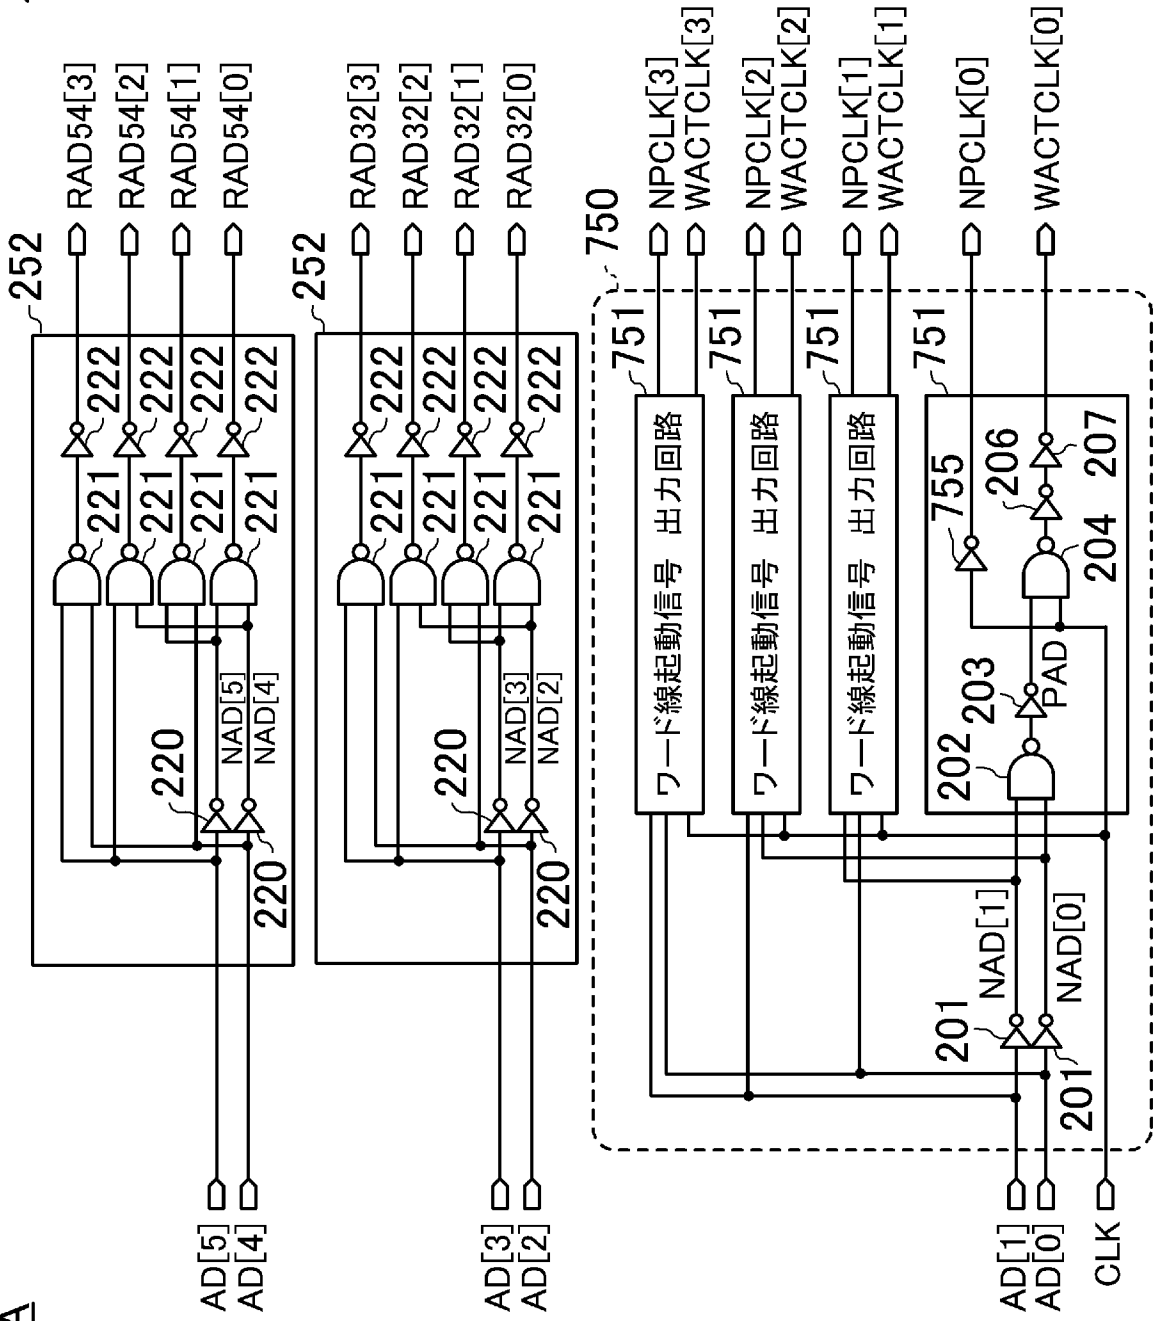 A
252
RAD54[3]
RAD54[2]
RAD54[1]
RAD54[0]
222
222
222
222
221
221
221
221
220
220
NAD[5]
NAD[4]
AD[5]
AD[4]
252
RAD32[3]
RAD32[2]
RAD32[1]
RAD32[0]
222
222
222
222
221
221
221
221
220
220
NAD[3]
NAD[2]
AD[3]
AD[2]
750
NPCLK[3]
WACTCLK[3]
NPCLK[2]
WACTCLK[2]
NPCLK[1]
WACTCLK[1]
NPCLK[0]
WACTCLK[0]
751
ワード線起動信号 出力回路
751
ワード線起動信号 出力回路
751
ワード線起動信号 出力回路
751
755
206
207
204
203
PAD
202
NAD[1]
NAD[0]
201
201
AD[1]
AD[0]
CLK